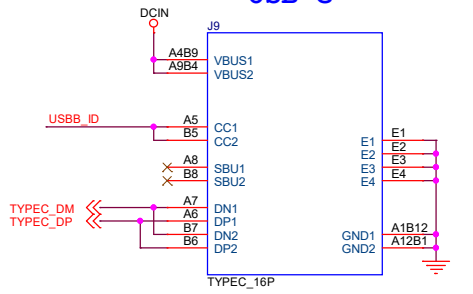 DCIN
J9
A4B9
VBUS1
A9B4
VBUS2
USBB_ID
A5
CC1
B5
CC2
E1
E1
E2
E2
A8
SBU1
E3
E3
B8
SBU2
E4
E4
TYPEC_DM
A7
DN1
TYPEC_DP
A6
DP1
B7
DN2
GND1
A1B12
B6
DP2
GND2
A12B1
TYPEC_16P